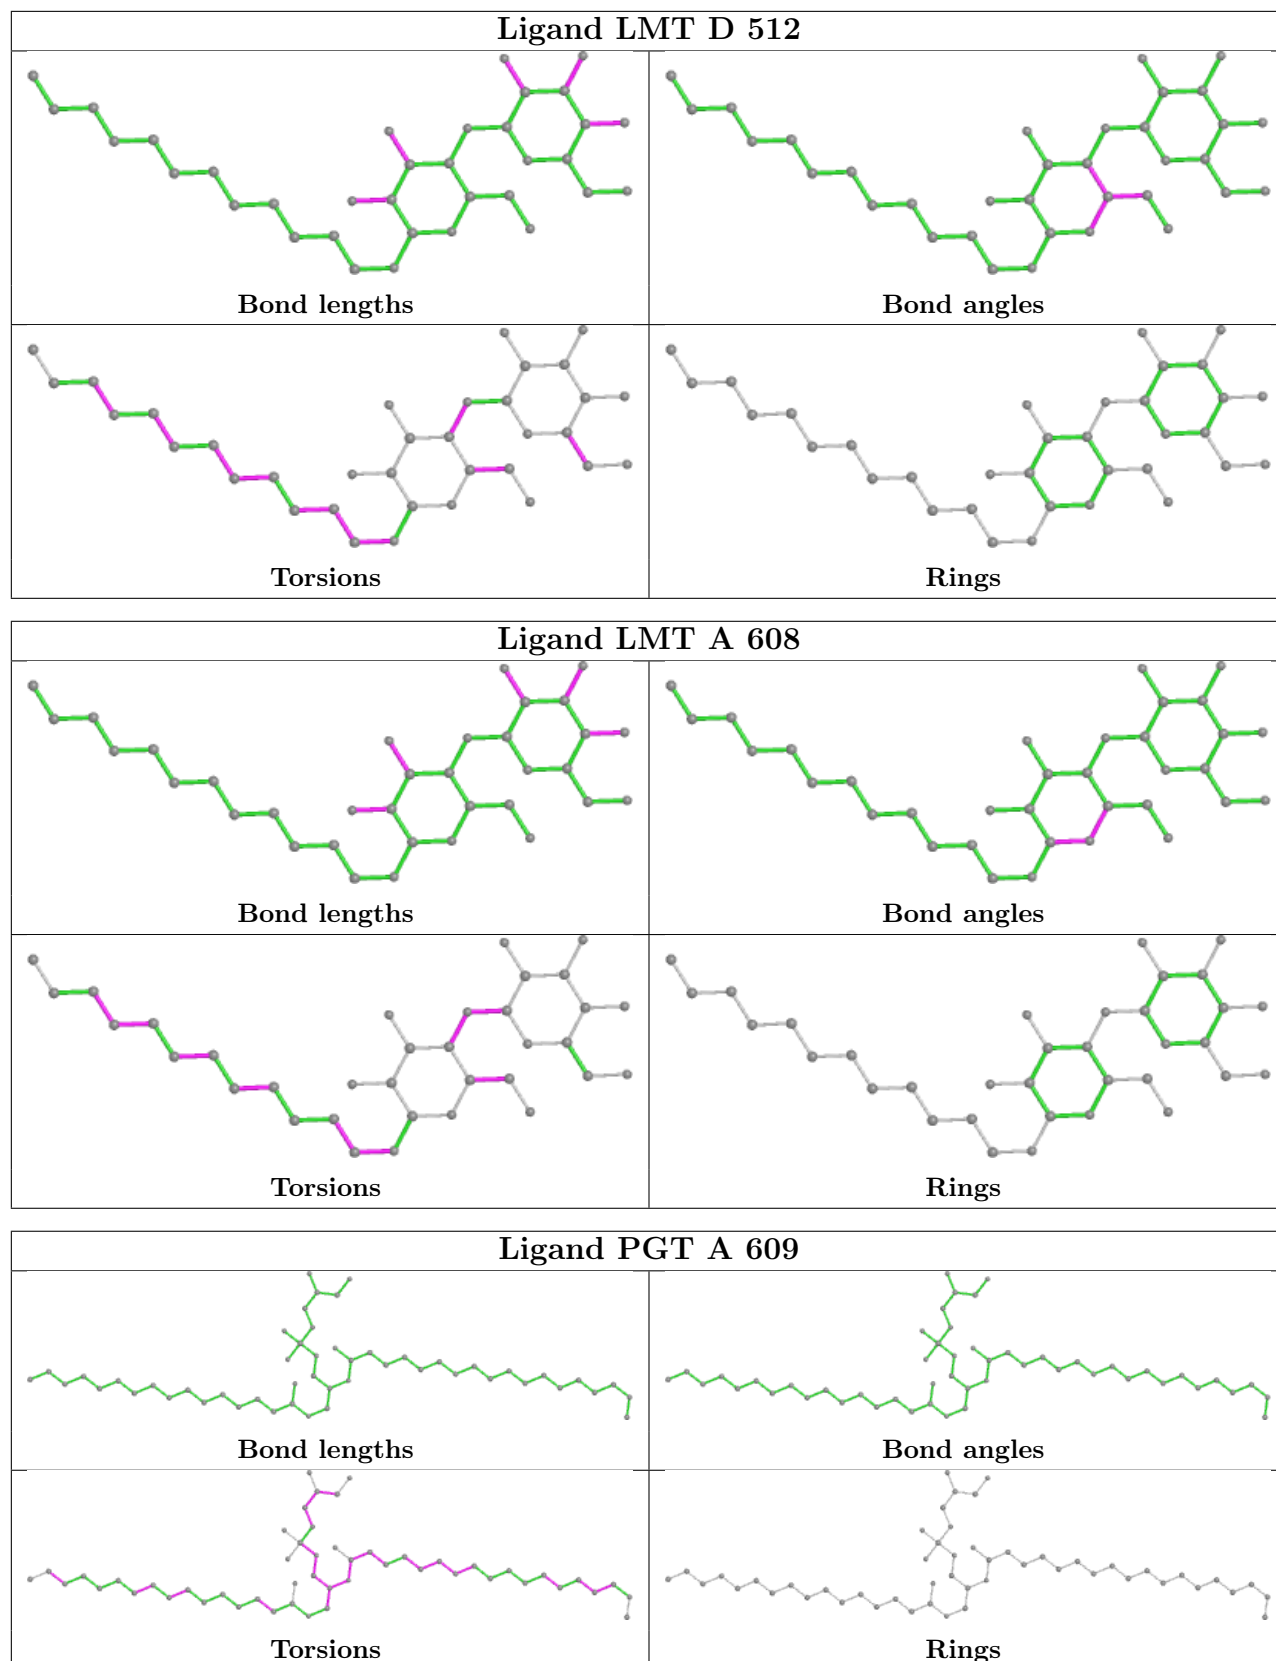 Ligand LMT D 512
Bond lengths
Bond angles
Torsions
Rings
Ligand LMT A 608
Bond lengths
Bond angles
Torsions
Rings
Ligand PGT A 609
Bond lengths
Bond angles
Torsions
Rings